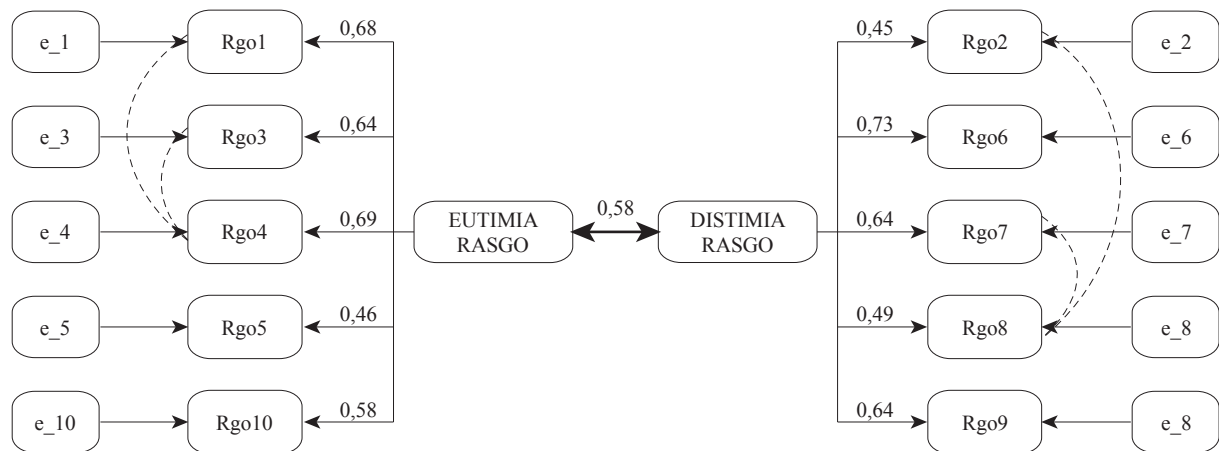 e_1
Rgo1
0,68
0,45
Rgo2
e_2
e_3
Rgo3
0,64
0,73
Rgo6
e_6
e_4
Rgo4
0,69
EUTIMIA
RASGO
0,58
DISTIMIA
RASGO
0,64
Rgo7
e_7
e_5
Rgo5
0,46
0,49
Rgo8
e_8
e_10
Rgo10
0,58
0,64
Rgo9
e_8